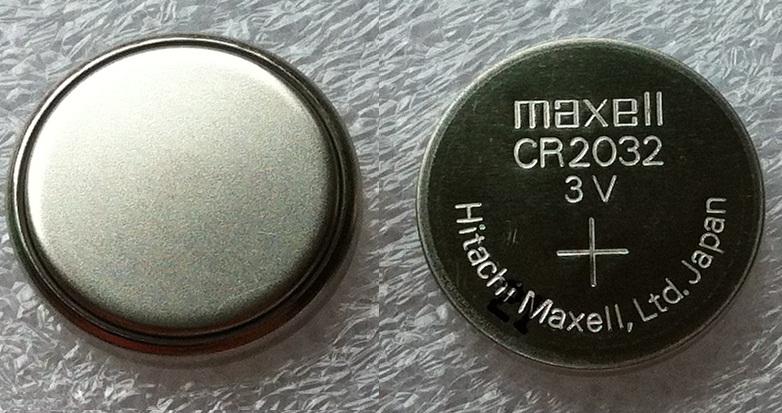 maxell
CR2032
3 V
+
Hitachi Maxell, Ltd. Japan